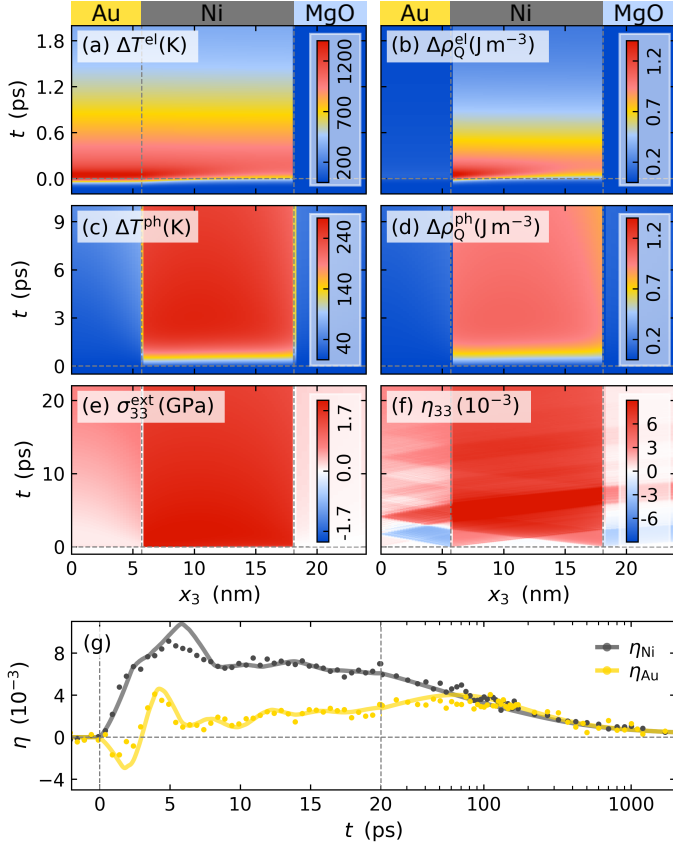 Au Ni MgO Au Ni MgO
(a) ΔT^el(K) (b) Δρ_Q^el(J m⁻³)
t (ps)
1.8
1.2
0.6
0.0
1200
700
200
1.2
0.7
0.2
(c) ΔT^ph(K) (d) Δρ_Q^ph(J m⁻³)
t (ps)
9
6
3
0
240
140
40
1.2
0.7
0.2
(e) σ_33^ext(GPa) (f) η_33(10⁻³)
t (ps)
20
10
0
1.7
0.0
−1.7
6
3
0
−3
−6
0 5 10 15 20 0 5 10 15 20
x_3 (nm) x_3 (nm)
(g)
η_Ni
η_Au
η (10⁻³)
8
4
0
−4
0 5 10 15 20 100 1000
t (ps)